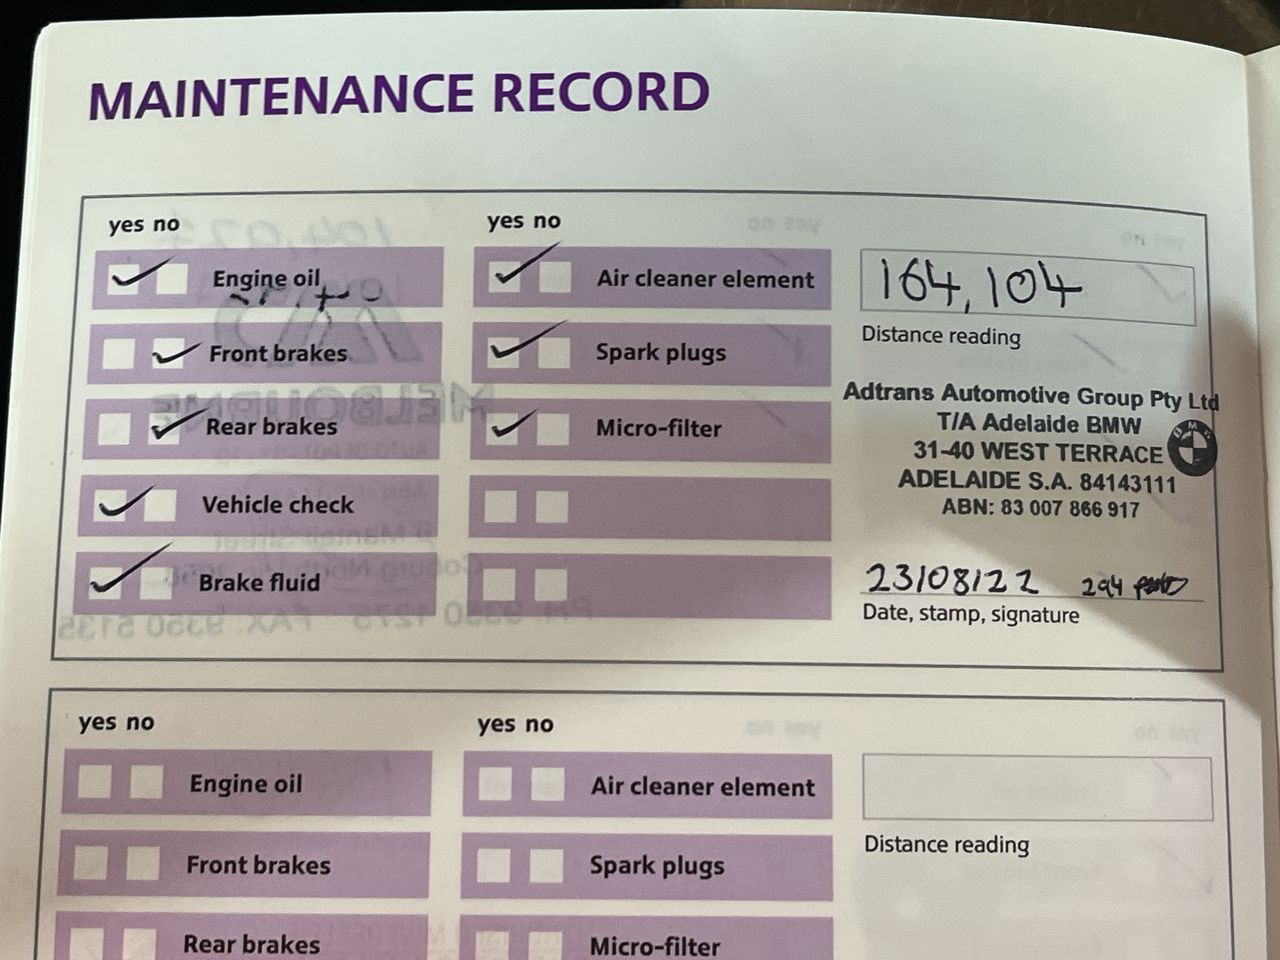 MAINTENANCE RECORD
yes no
Engine oil
Front brakes
Rear brakes
Vehicle check
Brake fluid
yes no
Air cleaner element
Spark plugs
Micro-filter
164,104
Distance reading
Adtrans Automotive Group Pty Ltd
T/A Adelaide BMW
31-40 WEST TERRACE
BMW
ADELAIDE S.A. 84143111
ABN: 83 007 866 917
23/08/22 294
Date, stamp, signature
yes no
Engine oil
Front brakes
Rear brakes
yes no
Air cleaner element
Spark plugs
Micro-filter
Distance reading